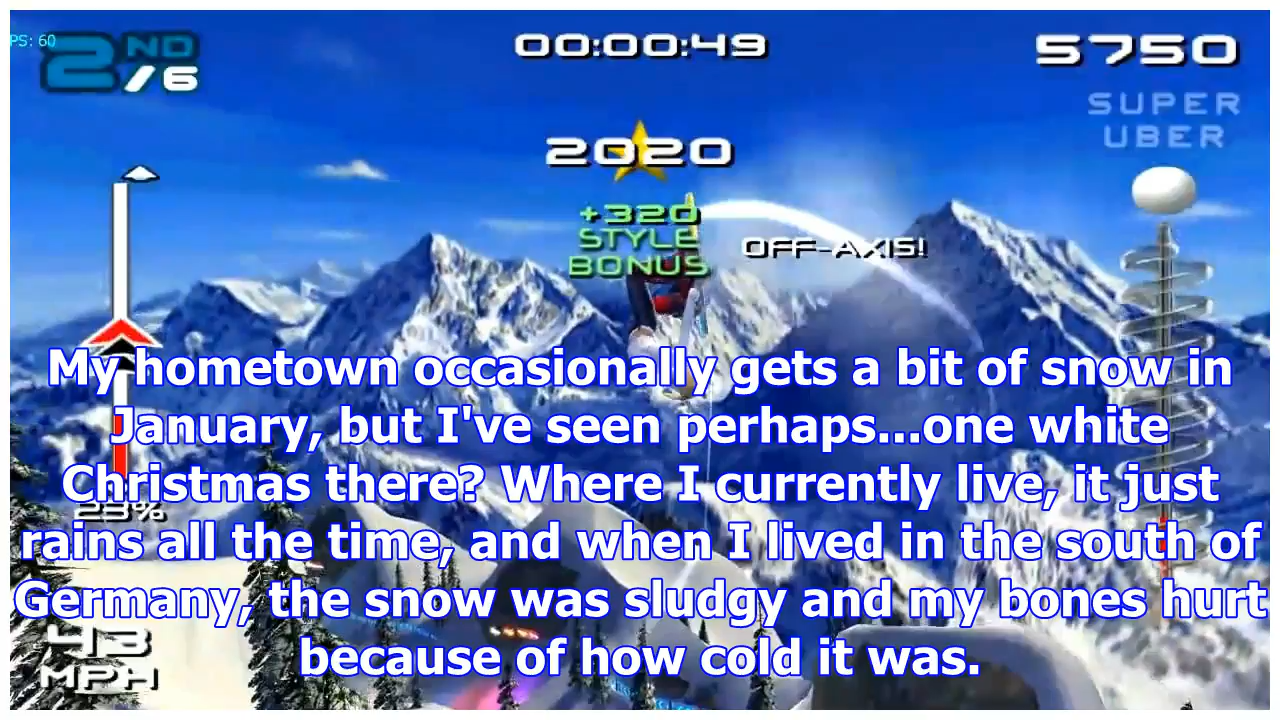 PS: 60
2ND
/6
00:00:49
5750
SUPER
UBER
2020
+320
STYLE
BONUS
OFF-AXIS!
My hometown occasionally gets a bit of snow in
January, but I've seen perhaps...one white
Christmas there? Where I currently live, it just
rains all the time, and when I lived in the south of
Germany, the snow was sludgy and my bones hurt
because of how cold it was.
23%
43
MPH